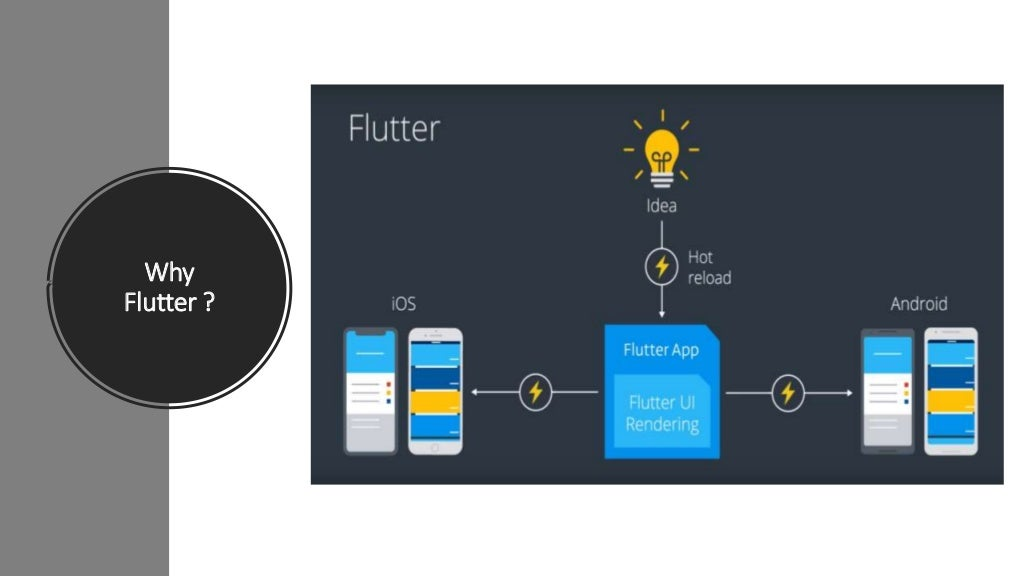 Why
Flutter ?
Flutter
Idea
Hot
reload
iOS
Android
Flutter App
Flutter UI
Rendering